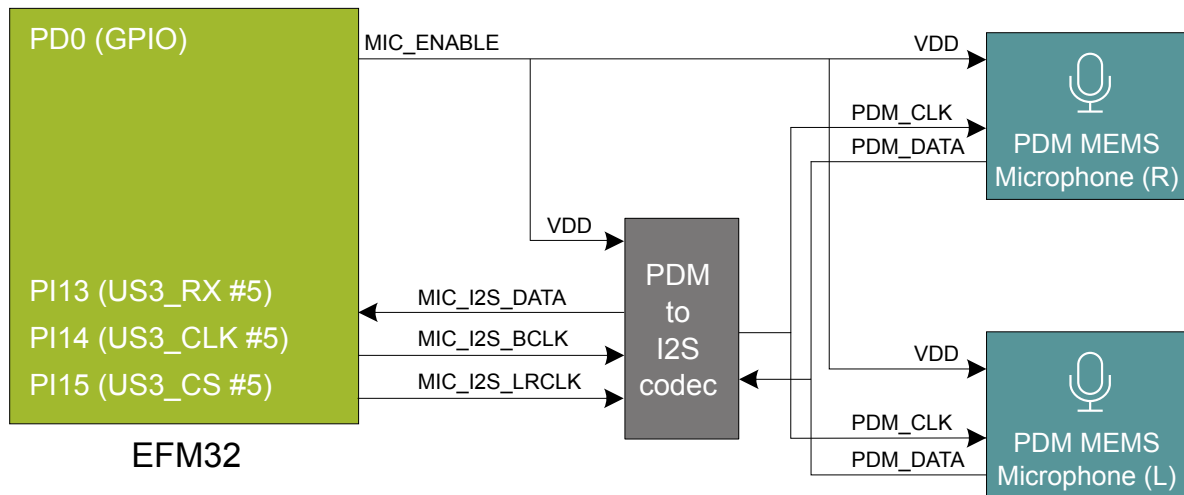 PD0 (GPIO)
MIC_ENABLE
VDD
PDM_CLK
PDM_DATA
PDM MEMS
Microphone (R)
VDD
PI13 (US3_RX #5)
PI14 (US3_CLK #5)
PI15 (US3_CS #5)
MIC_I2S_DATA
MIC_I2S_BCLK
MIC_I2S_LRCLK
PDM
to
I2S
codec
VDD
PDM_CLK
PDM_DATA
PDM MEMS
Microphone (L)
EFM32